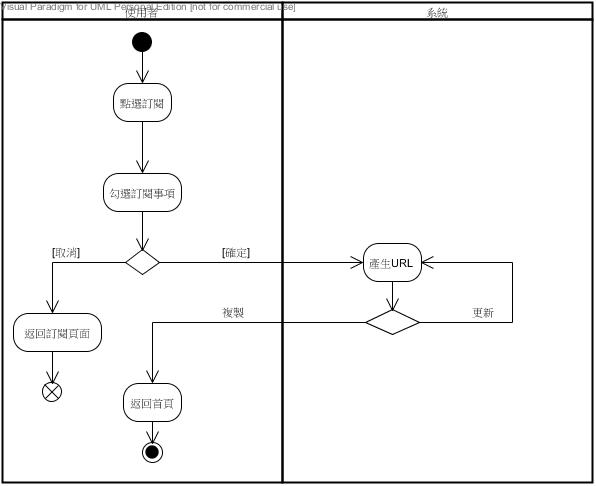 Visual Paradigm for UML Personal Edition [not for commercial use]
使用者
系統
點選訂閱
勾選訂閱事項
[取消]
[確定]
產生URL
複製
更新
返回訂閱頁面
返回首頁